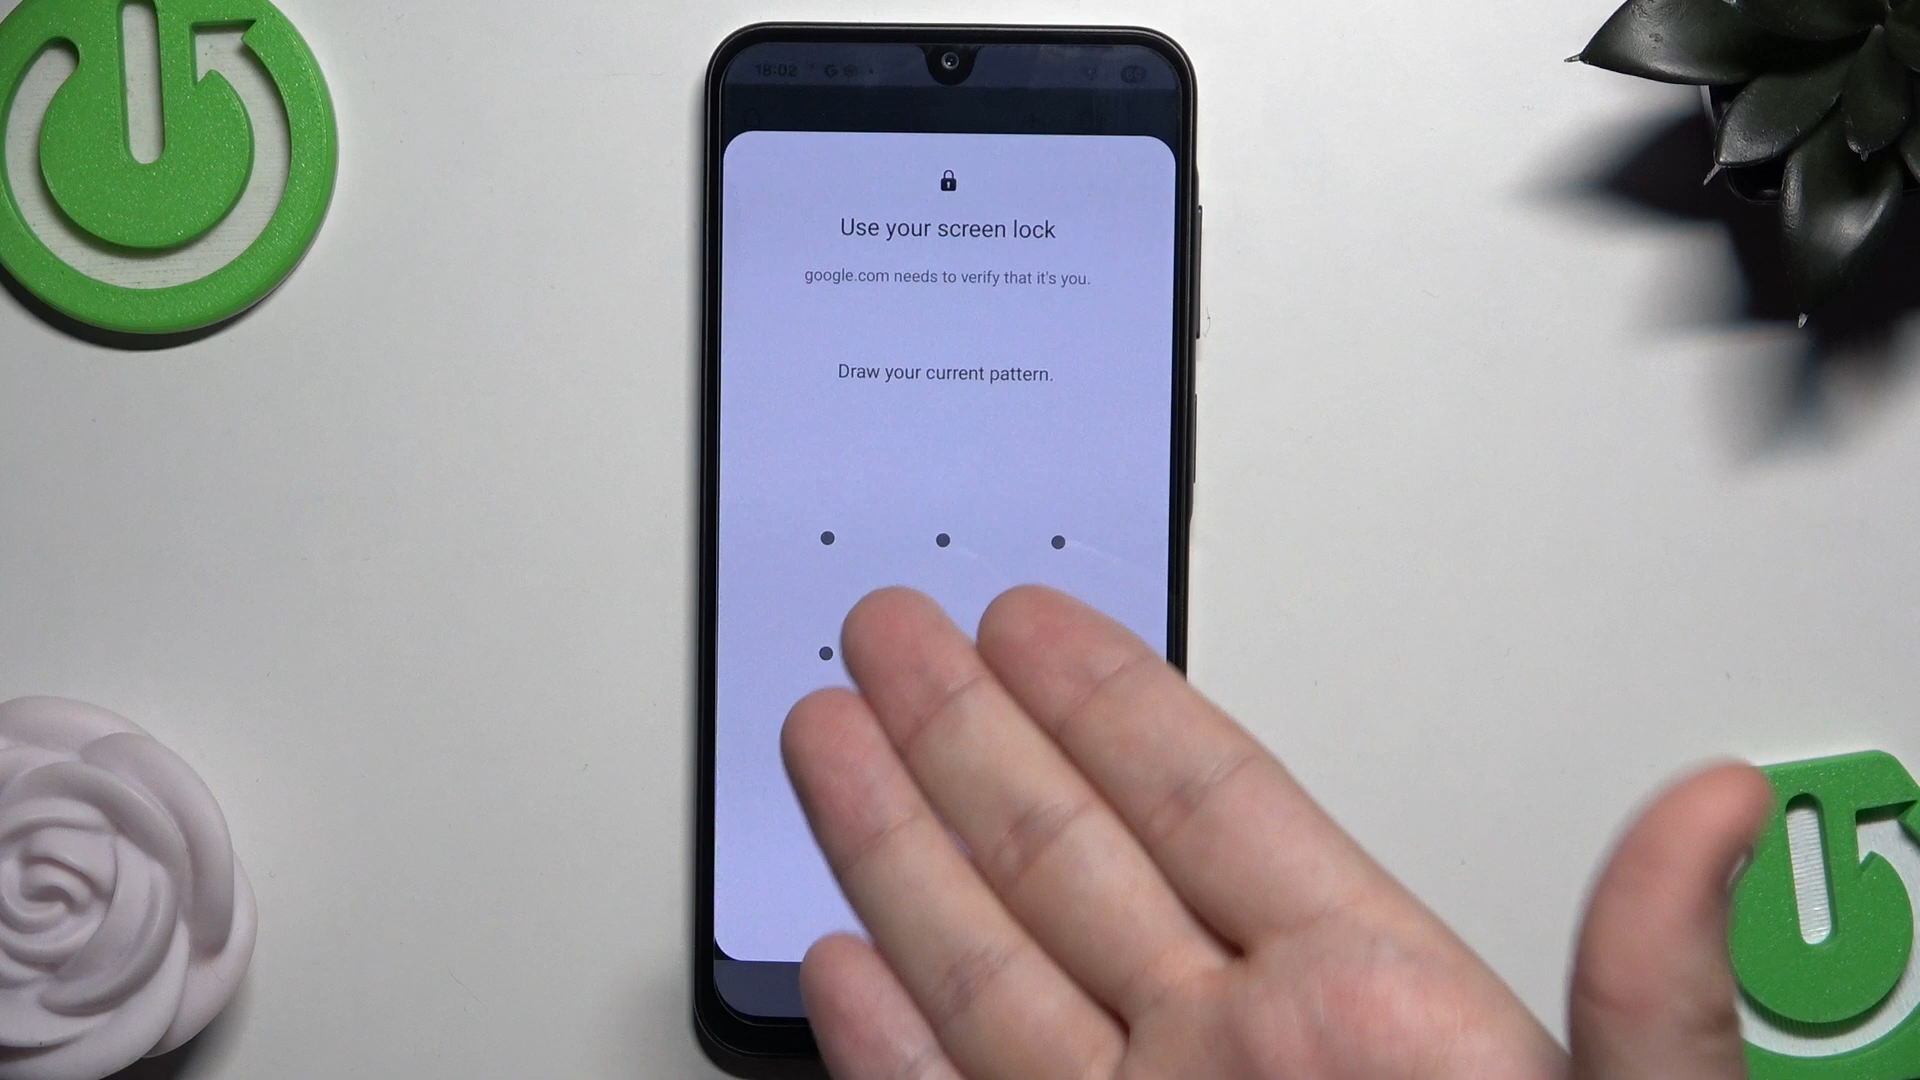 18:02
Use your screen lock
google.com needs to verify that it's you.
Draw your current pattern.